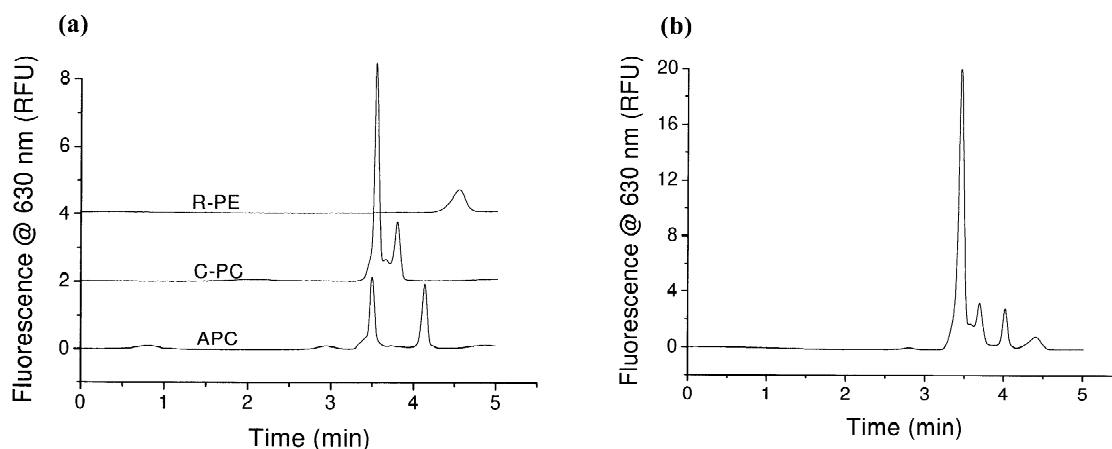 (a)
Fluorescence @ 630 nm (RFU)
8
6
4
2
0
R-PE
C-PC
APC
0 1 2 3 4 5
Time (min)
(b)
Fluorescence @ 630 nm (RFU)
20
16
12
8
4
0
0 1 2 3 4 5
Time (min)